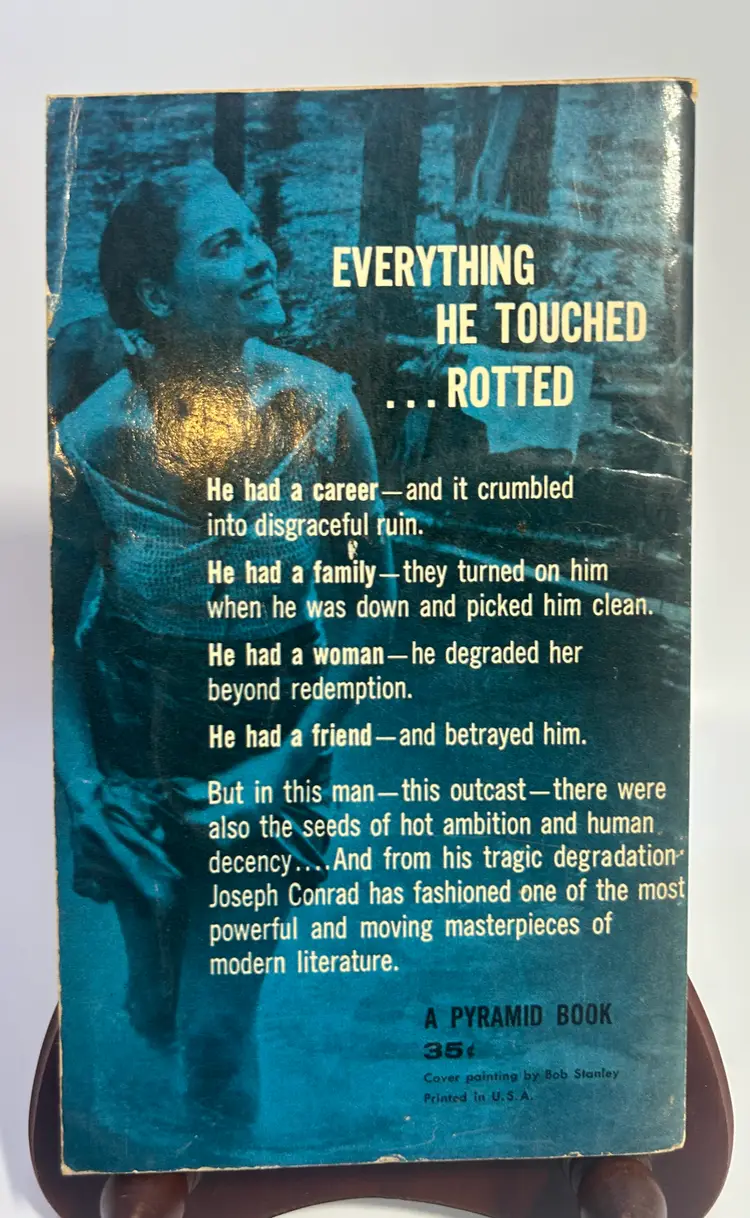 EVERYTHING
HE TOUCHED
...ROTTED
He had a career—and it crumbled
into disgraceful ruin.
He had a family—they turned on him
when he was down and picked him clean.
He had a woman—he degraded her
beyond redemption.
He had a friend—and betrayed him.
But in this man—this outcast—there were
also the seeds of hot ambition and human
decency....And from his tragic degradation
Joseph Conrad has fashioned one of the most
powerful and moving masterpieces of
modern literature.
A PYRAMID BOOK
35¢
Cover painting by Bob Stanley
Printed in U.S.A.